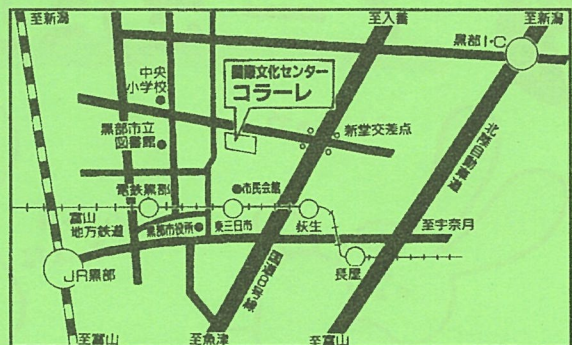 至新潟
至入善
至新潟
黒部I・C
中央
小学校
国際文化センター
コラーレ
黒部市立
図書館
新堂交差点
北陸自動車道
電鉄黒部
市民会館
富山
地方鉄道
黒部市役所
東三日市
荻生
至宇奈月
JR黒部
国道8号線
長屋
至富山
至魚津
至富山